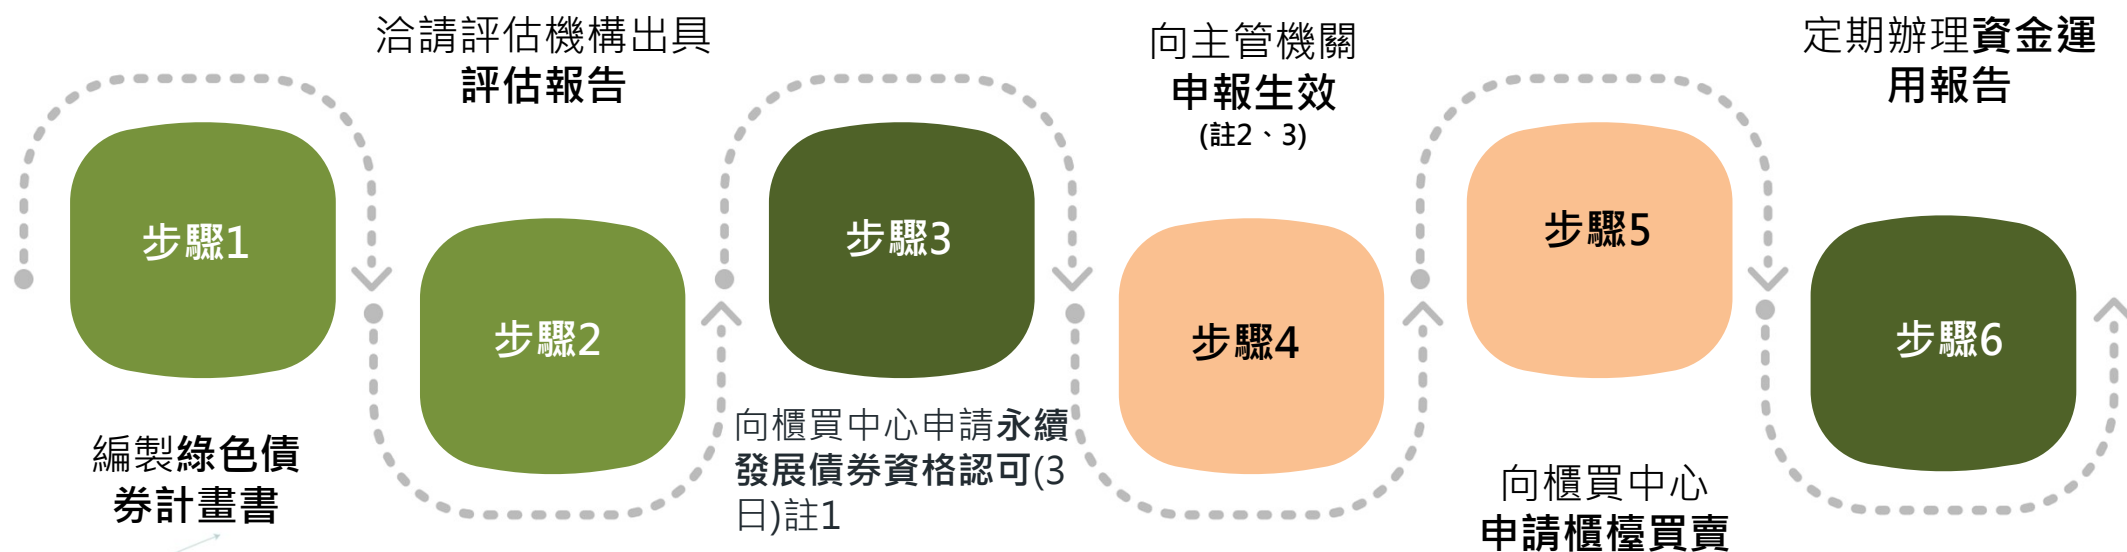 步驟1
編製綠色債
券計畫書
洽請評估機構出具
評估報告
步驟2
步驟3
向櫃買中心申請永續
發展債券資格認可(3
日)註1
向主管機關
申報生效
(註2、3)
步驟4
步驟5
向櫃買中心
申請櫃檯買賣
定期辦理資金運
用報告
步驟6